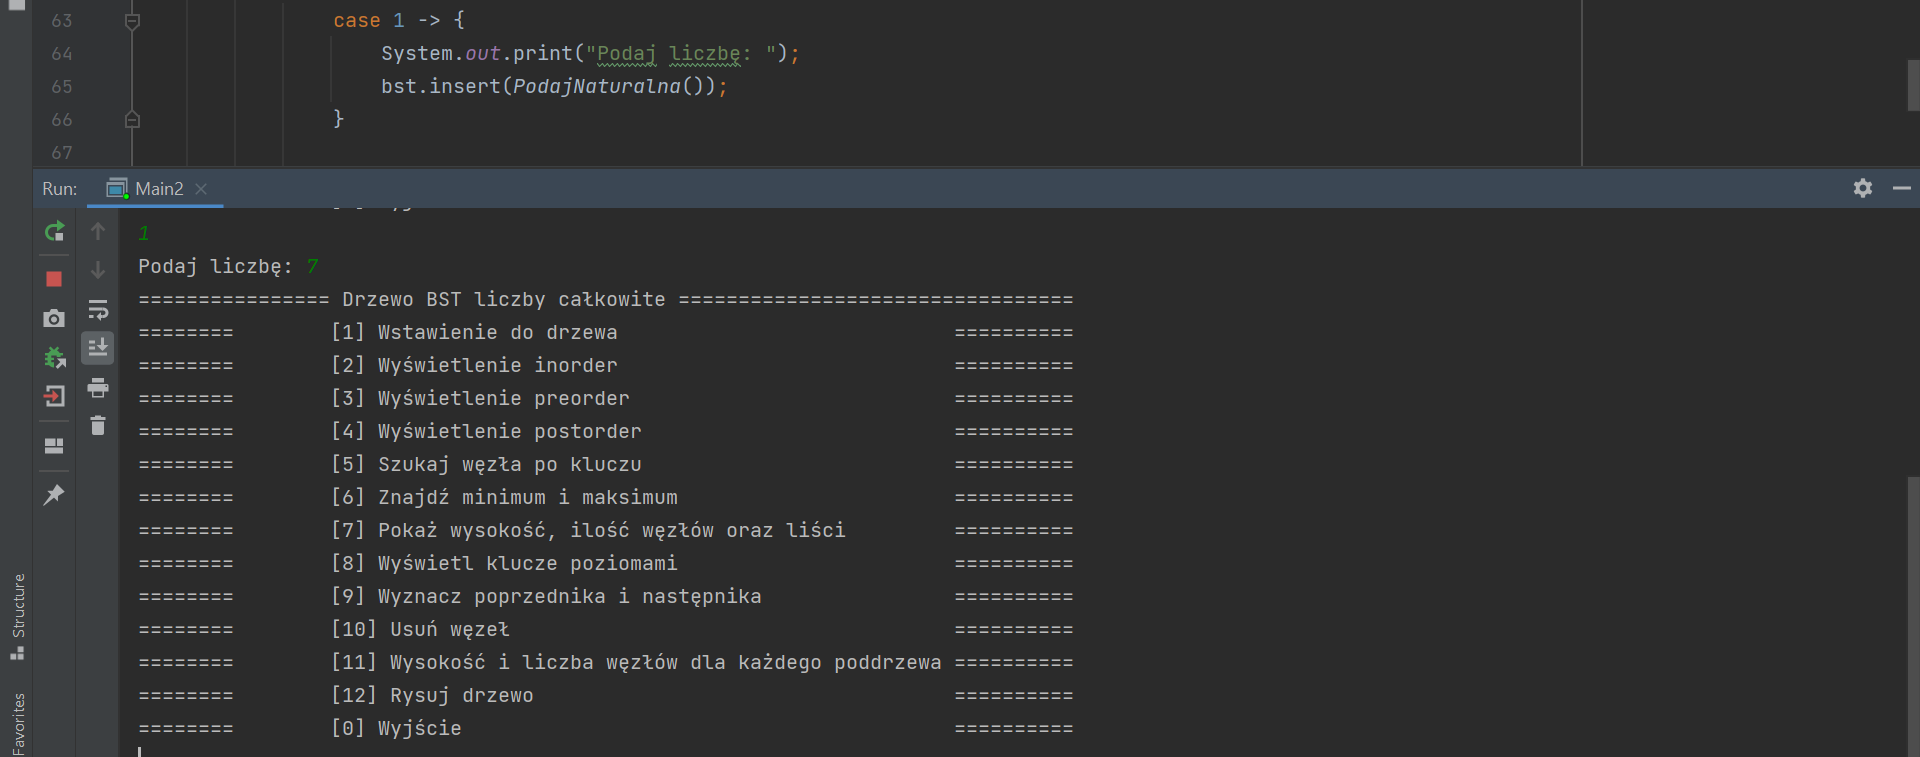 63 case 1 -> {
64 System.out.print("Podaj liczbę: ");
65 bst.insert(PodajNaturalna());
66 }
67
Run: Main2
1
Podaj liczbę: 7
================ Drzewo BST liczby całkowite =================================
======== [1] Wstawienie do drzewa ==========
======== [2] Wyświetlenie inorder ==========
======== [3] Wyświetlenie preorder ==========
======== [4] Wyświetlenie postorder ==========
======== [5] Szukaj węzła po kluczu ==========
======== [6] Znajdź minimum i maksimum ==========
======== [7] Pokaż wysokość, ilość węzłów oraz liści ==========
======== [8] Wyświetl klucze poziomami ==========
======== [9] Wyznacz poprzednika i następnika ==========
======== [10] Usuń węzeł ==========
======== [11] Wysokość i liczba węzłów dla każdego poddrzewa ==========
======== [12] Rysuj drzewo ==========
======== [0] Wyjście ==========
Structure
Favorites